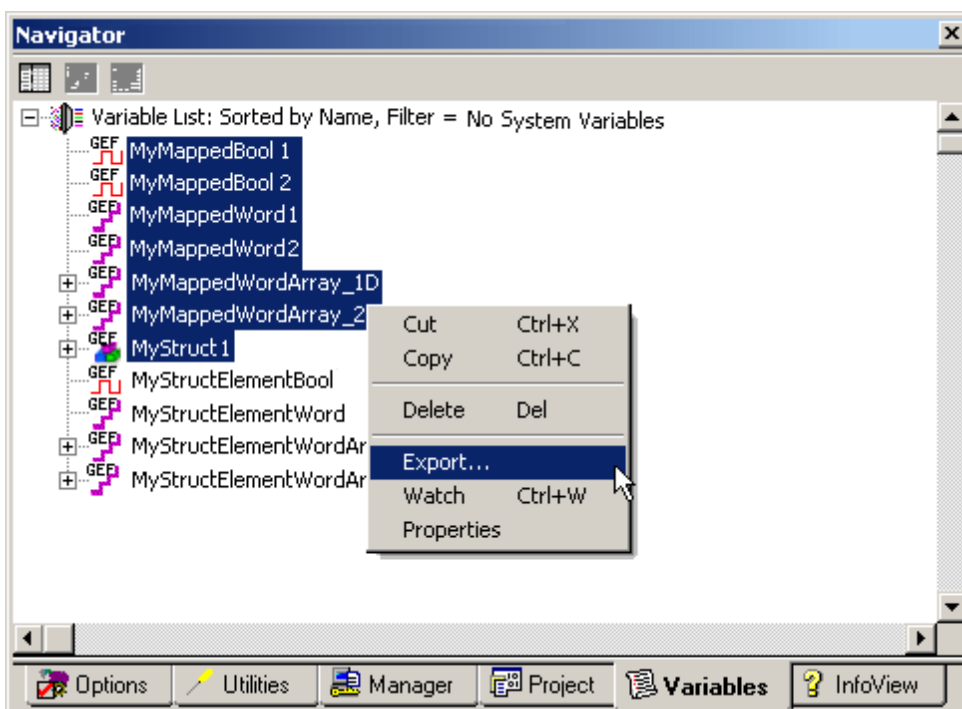 Navigator
Variable List: Sorted by Name, Filter = No System Variables
GEF MyMappedBool 1
GEF MyMappedBool 2
GEF MyMappedWord1
GEF MyMappedWord2
GEF MyMappedWordArray_1D
GEF MyMappedWordArray_2
GEF MyStruct1
GEF MyStructElementBool
GEF MyStructElementWord
GEF MyStructElementWordAr
GEF MyStructElementWordAr
Cut Ctrl+X
Copy Ctrl+C
Delete Del
Export...
Watch Ctrl+W
Properties
Options Utilities Manager Project Variables InfoView